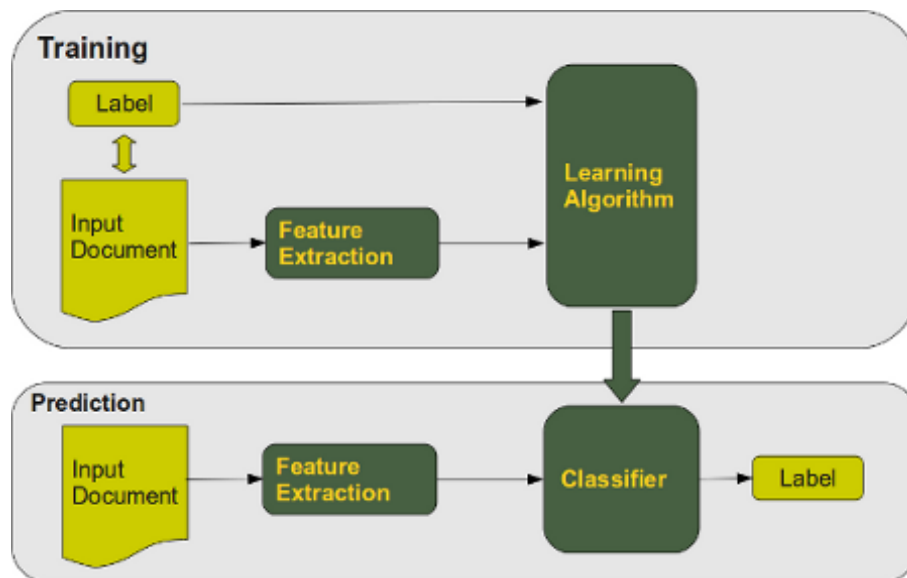 Training
Label
Learning
Algorithm
Input
Document
Feature
Extraction
Prediction
Input
Document
Feature
Extraction
Classifier
Label